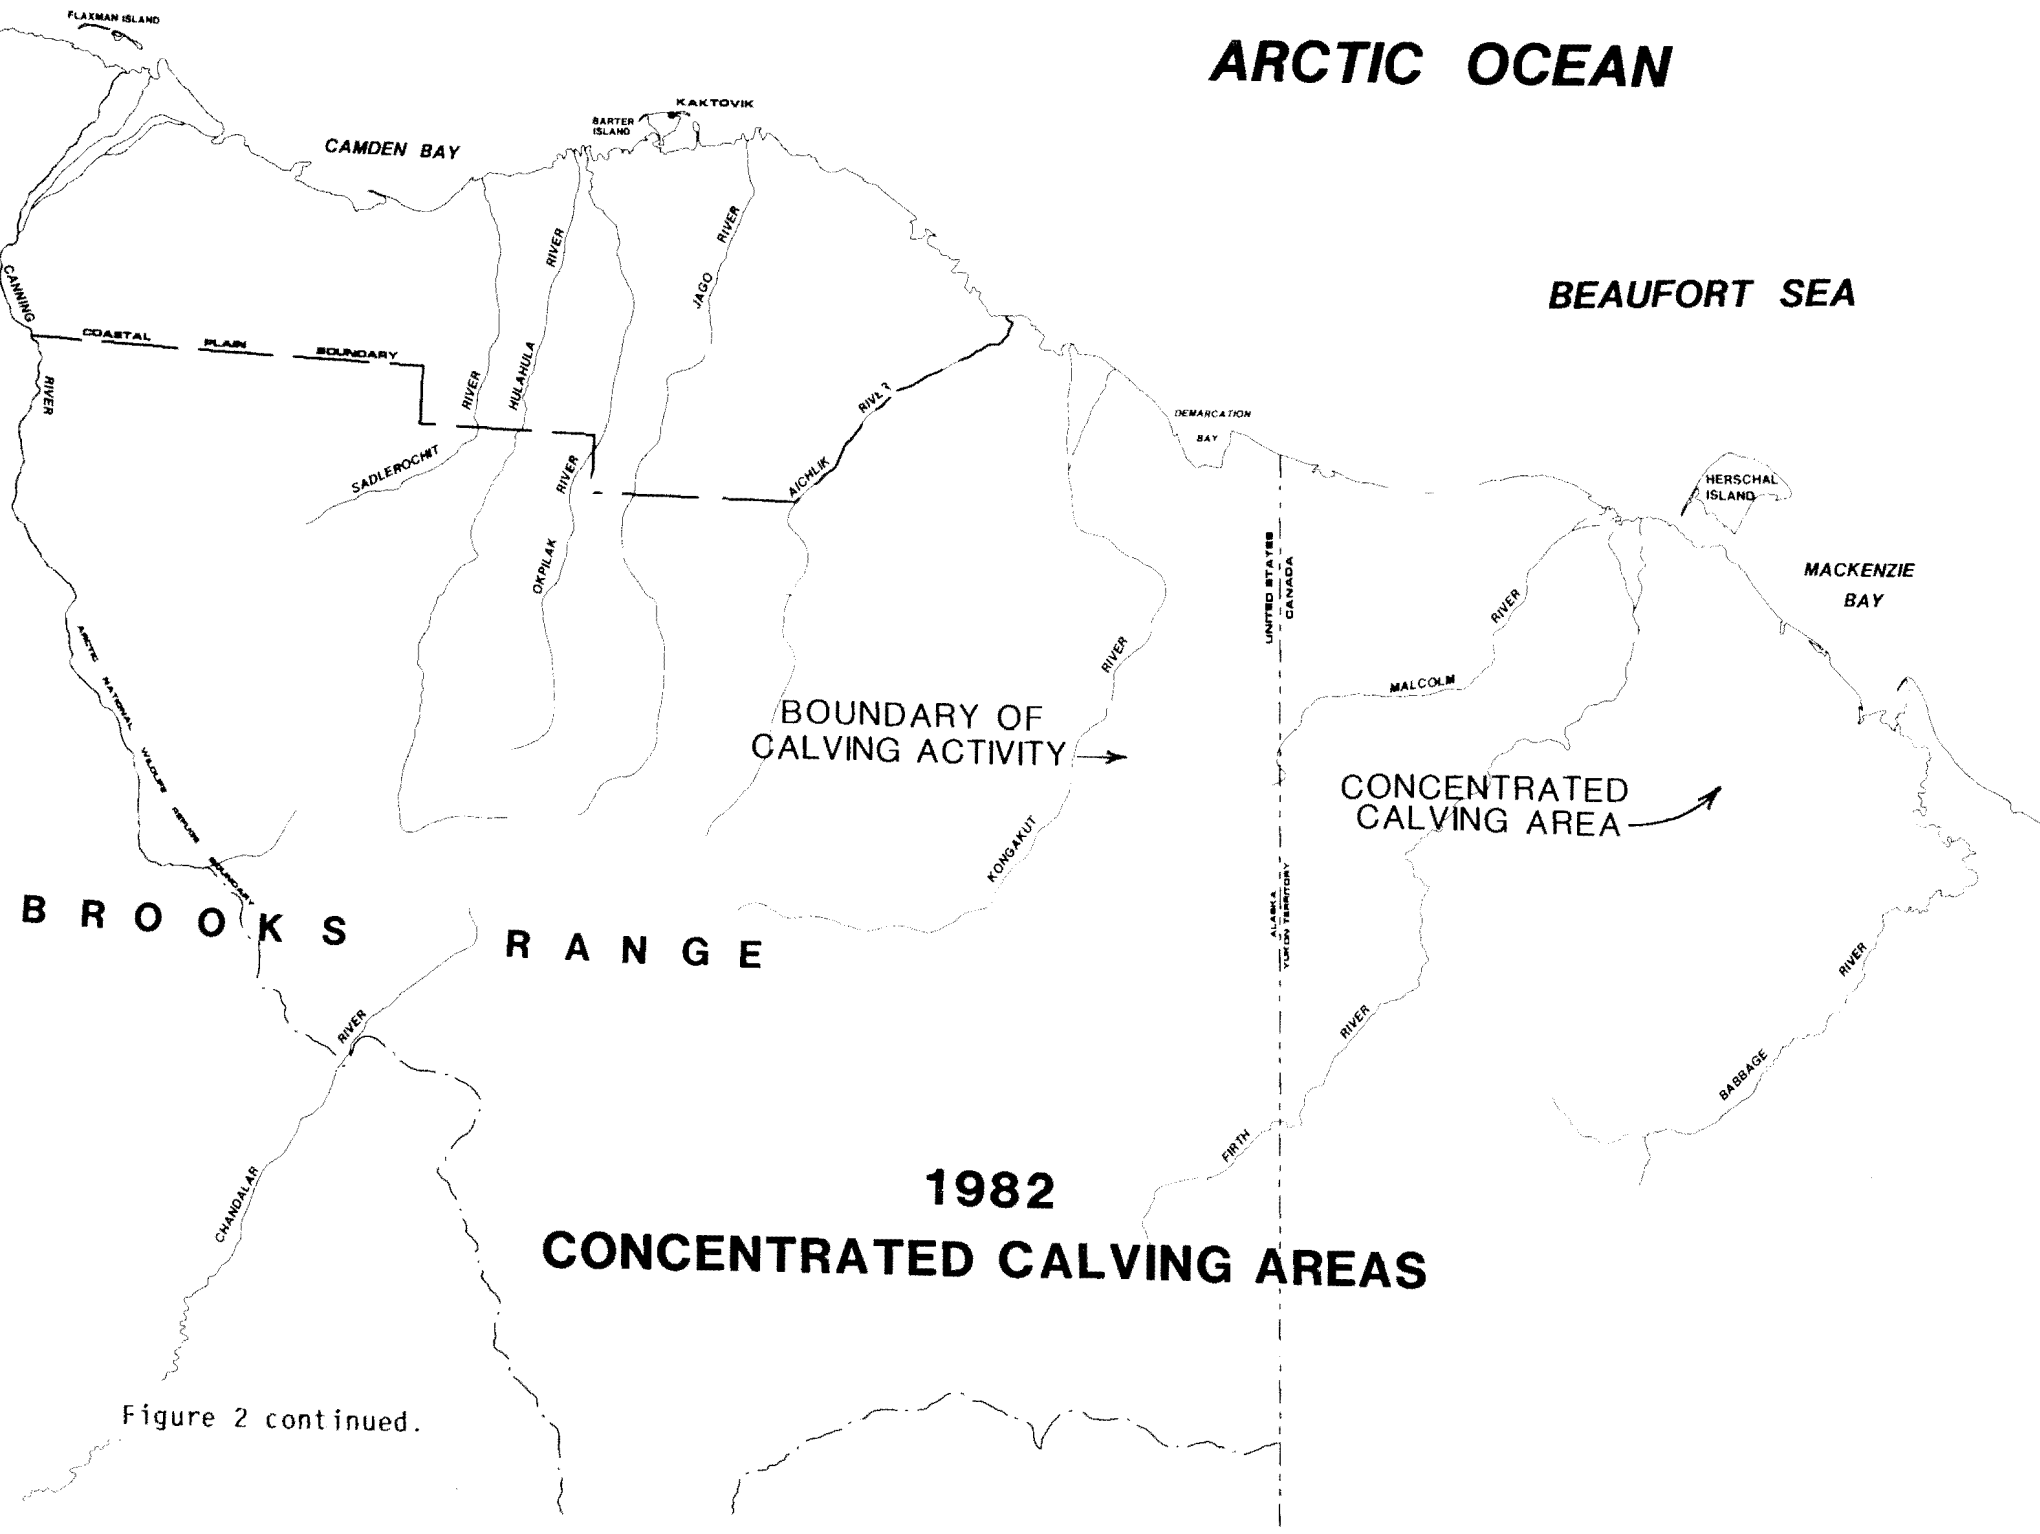 FLAXMAN ISLAND
ARCTIC OCEAN
KAKTOVIK
BARTER
ISLAND
CAMDEN BAY
RIVER
RIVER
JAGO
CANNING
BEAUFORT SEA
COASTAL PLAIN BOUNDARY
RIVER
RIVER
HULAHULA
RIVER
DEMARCATION
BAY
SADLEROCHIT
RIVER
AICHLIK
HERSCHAL
ISLAND
OKPILAK
UNITED STATES
CANADA
MACKENZIE
BAY
RIVER
ARCTIC NATIONAL WILDLIFE REFUGE BOUNDARY
RIVER
MALCOLM
BOUNDARY OF
CALVING ACTIVITY
CONCENTRATED
CALVING AREA
KONGAKUT
BROOKS RANGE
ALASKA
YUKON TERRITORY
RIVER
RIVER
RIVER
BABBAGE
FIRTH
CHANDALAR
1982
CONCENTRATED CALVING AREAS
Figure 2 continued.